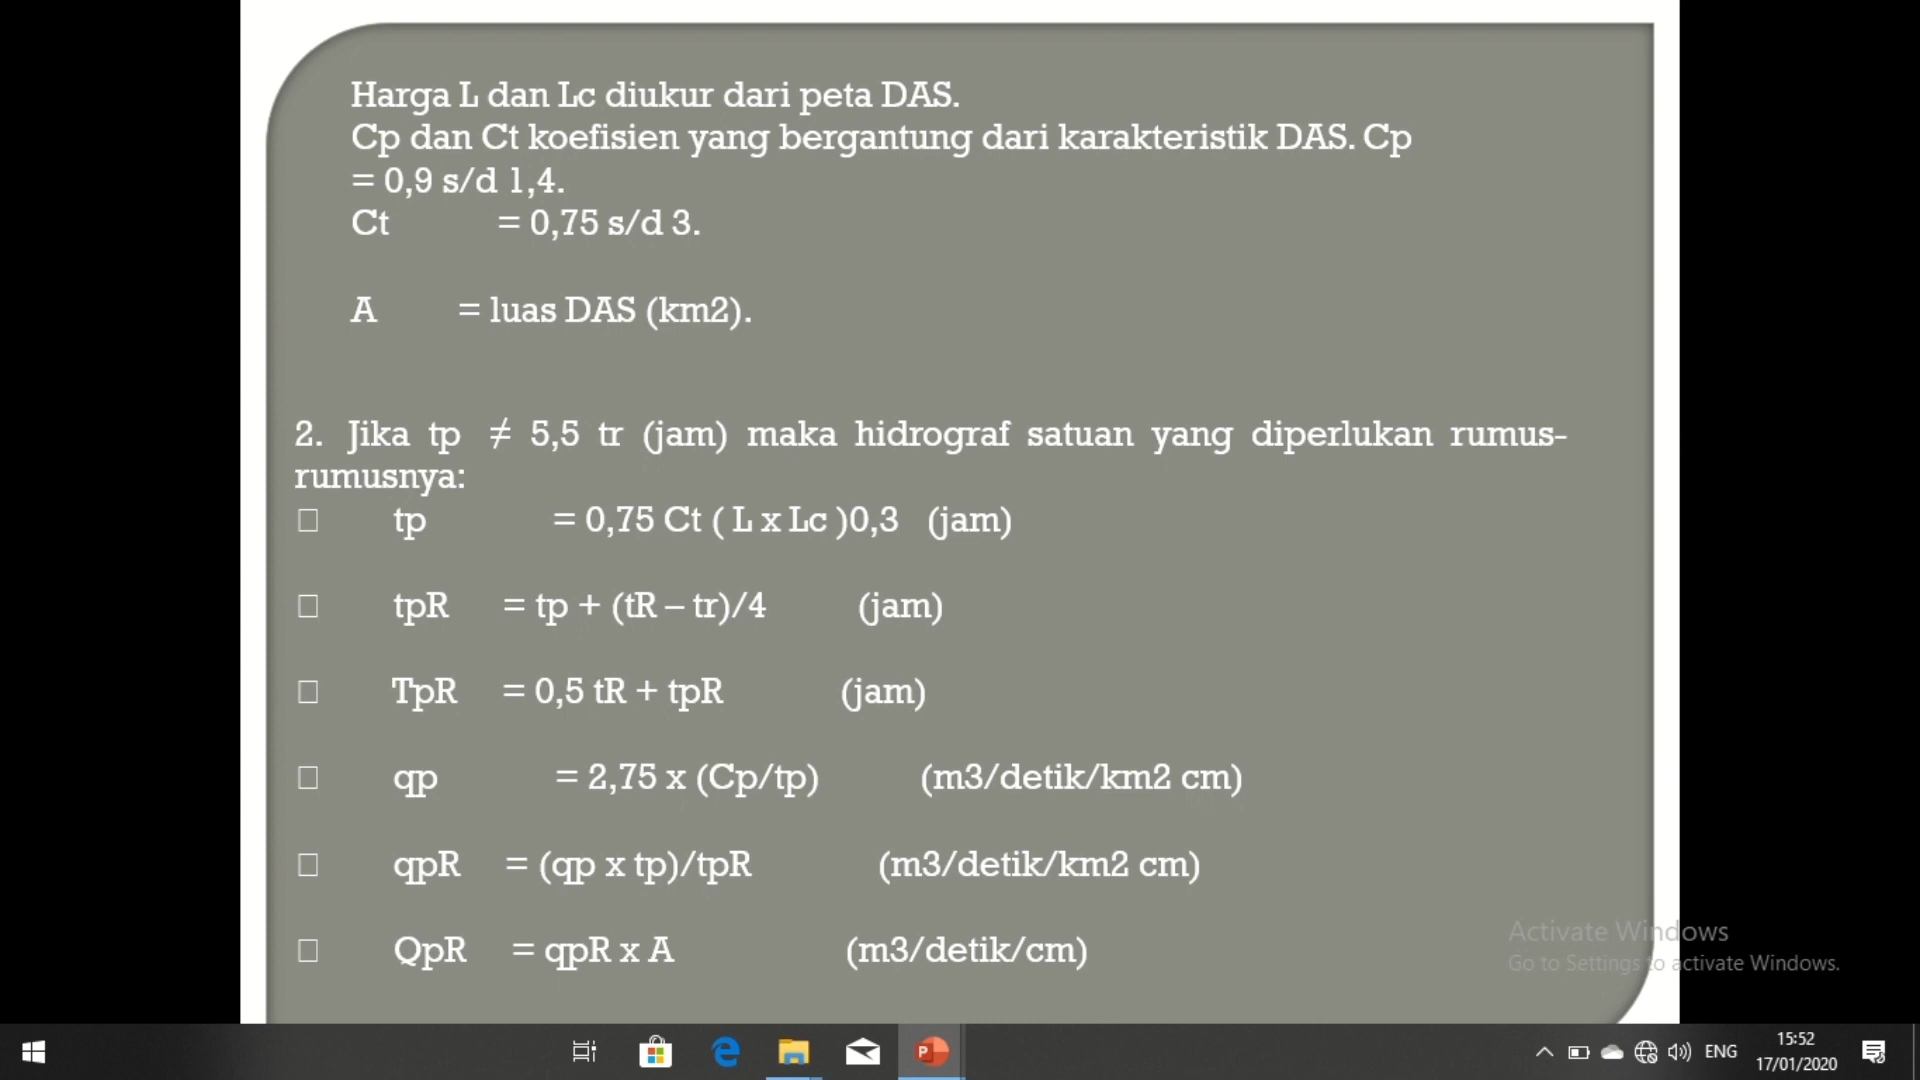 Harga L dan Lc diukur dari peta DAS.
Cp dan Ct koefisien yang bergantung dari karakteristik DAS. Cp
= 0,9 s/d 1,4.
Ct = 0,75 s/d 3.
A = luas DAS (km2).
2. Jika tp ≠ 5,5 tr (jam) maka hidrograf satuan yang diperlukan rumus-
rumusnya:
□ tp = 0,75 Ct ( L x Lc )0,3 (jam)
□ tpR = tp + (tR – tr)/4 (jam)
□ TpR = 0,5 tR + tpR (jam)
□ qp = 2,75 x (Cp/tp) (m3/detik/km2 cm)
□ qpR = (qp x tp)/tpR (m3/detik/km2 cm)
□ QpR = qpR x A (m3/detik/cm)
Activate Windows
Go to Settings to activate Windows.
ENG
15:52
17/01/2020